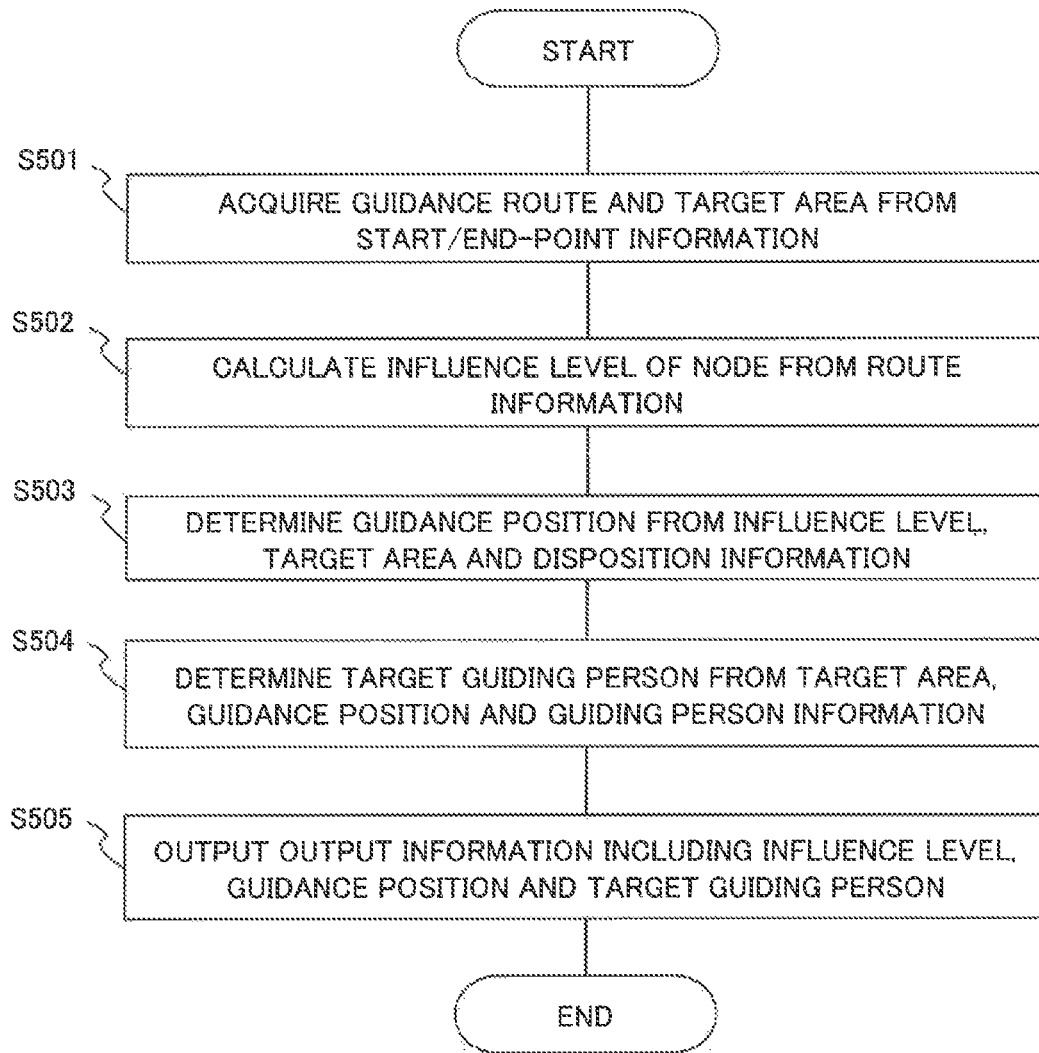 START
S501
ACQUIRE GUIDANCE ROUTE AND TARGET AREA FROM
START/END-POINT INFORMATION
S502
CALCULATE INFLUENCE LEVEL OF NODE FROM ROUTE
INFORMATION
S503
DETERMINE GUIDANCE POSITION FROM INFLUENCE LEVEL,
TARGET AREA AND DISPOSITION INFORMATION
S504
DETERMINE TARGET GUIDING PERSON FROM TARGET AREA,
GUIDANCE POSITION AND GUIDING PERSON INFORMATION
S505
OUTPUT OUTPUT INFORMATION INCLUDING INFLUENCE LEVEL,
GUIDANCE POSITION AND TARGET GUIDING PERSON
END